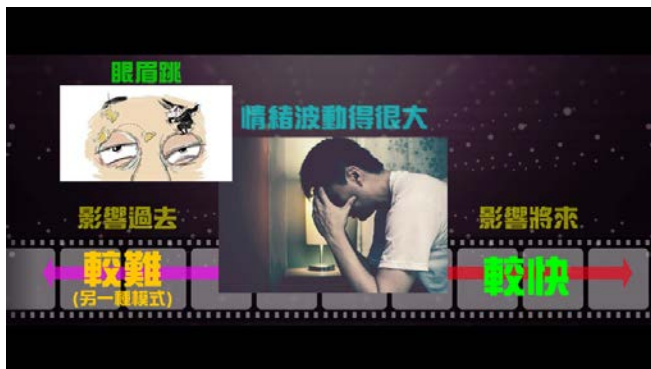 眼眉跳
情緒波動得很大
影響過去
影響將來
較難
(另一種模式)
較快